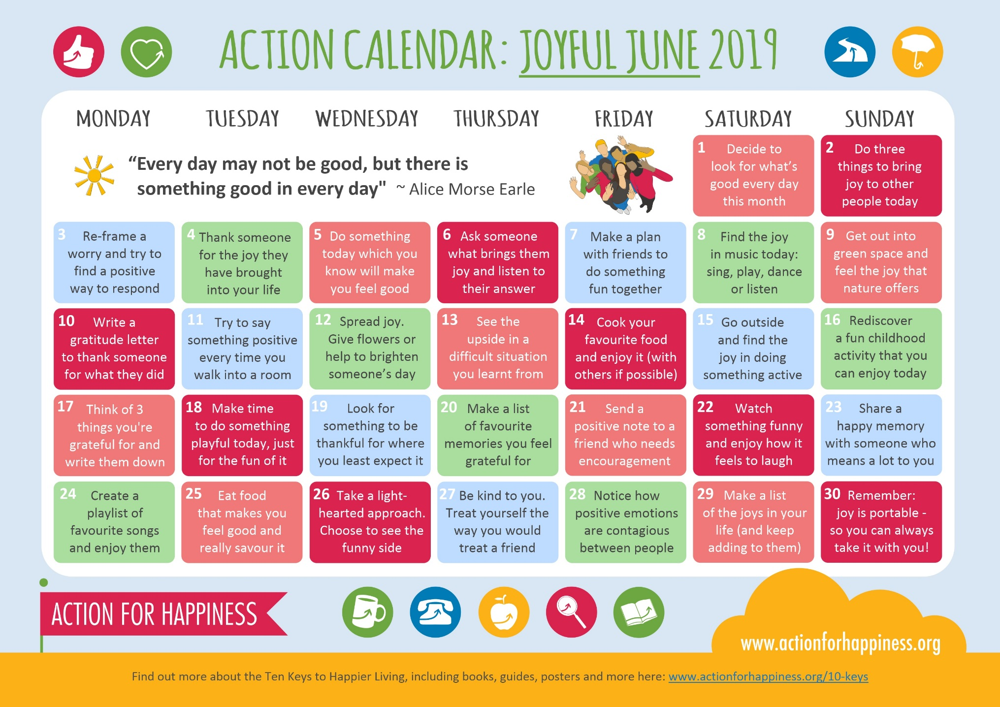 ACTION CALENDAR: JOYFUL JUNE 2019
MONDAY TUESDAY WEDNESDAY THURSDAY FRIDAY SATURDAY SUNDAY
“Every day may not be good, but there is
something good in every day" ~ Alice Morse Earle
1 Decide to
look for what’s
good every day
this month
2 Do three
things to bring
joy to other
people today
3 Re-frame a
worry and try to
find a positive
way to respond
4 Thank someone
for the joy they
have brought
into your life
5 Do something
today which you
know will make
you feel good
6 Ask someone
what brings them
joy and listen to
their answer
7 Make a plan
with friends to
do something
fun together
8 Find the joy
in music today:
sing, play, dance
or listen
9 Get out into
green space and
feel the joy that
nature offers
10 Write a
gratitude letter
to thank someone
for what they did
11 Try to say
something positive
every time you
walk into a room
12 Spread joy.
Give flowers or
help to brighten
someone’s day
13 See the
upside in a
difficult situation
you learnt from
14 Cook your
favourite food
and enjoy it (with
others if possible)
15 Go outside
and find the
joy in doing
something active
16 Rediscover
a fun childhood
activity that you
can enjoy today
17 Think of 3
things you're
grateful for and
write them down
18 Make time
to do something
playful today, just
for the fun of it
19 Look for
something to be
thankful for where
you least expect it
20 Make a list
of favourite
memories you feel
grateful for
21 Send a
positive note to a
friend who needs
encouragement
22 Watch
something funny
and enjoy how it
feels to laugh
23 Share a
happy memory
with someone who
means a lot to you
24 Create a
playlist of
favourite songs
and enjoy them
25 Eat food
that makes you
feel good and
really savour it
26 Take a light-
hearted approach.
Choose to see the
funny side
27 Be kind to you.
Treat yourself the
way you would
treat a friend
28 Notice how
positive emotions
are contagious
between people
29 Make a list
of the joys in your
life (and keep
adding to them)
30 Remember:
joy is portable -
so you can always
take it with you!
ACTION FOR HAPPINESS
www.actionforhappiness.org
Find out more about the Ten Keys to Happier Living, including books, guides, posters and more here: www.actionforhappiness.org/10-keys